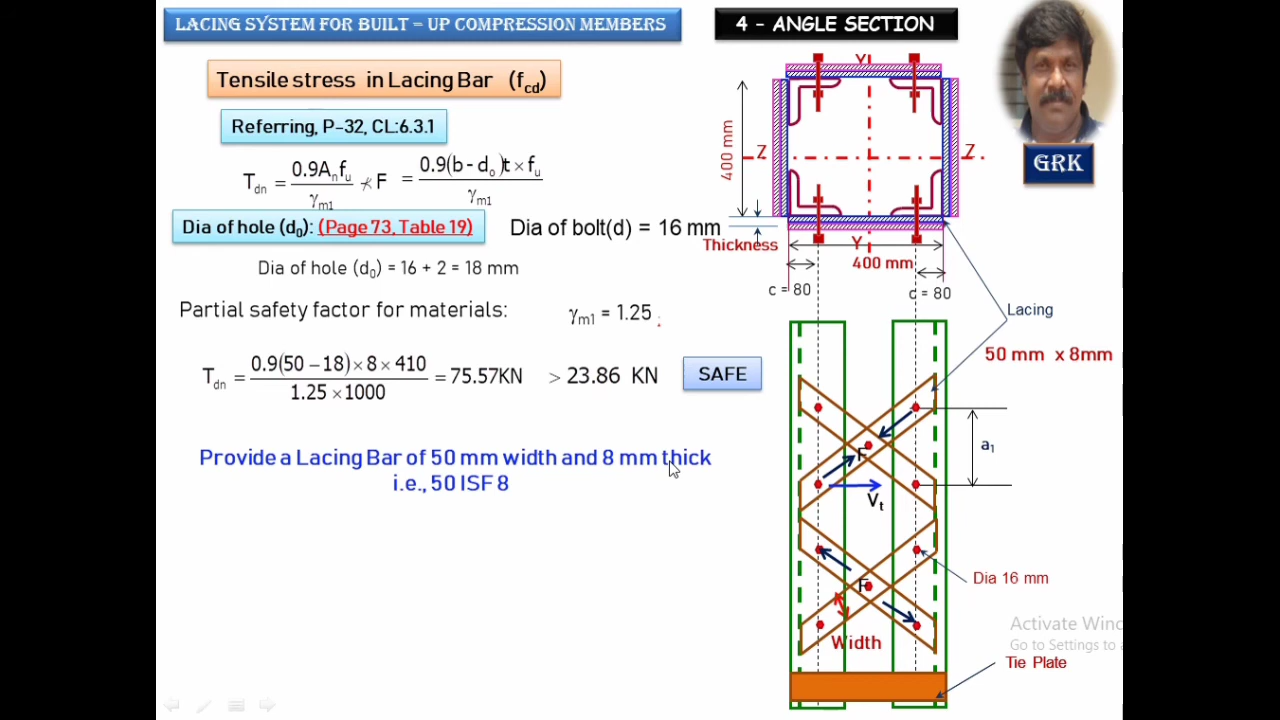 LACING SYSTEM FOR BUILT – UP COMPRESSION MEMBERS
4 - ANGLE SECTION
Tensile stress in Lacing Bar (fcd)
Referring, P-32, CL:6.3.1
Tdn = 0.9Anfu / γm1 ≮ F = 0.9(b - do)t × fu / γm1
Dia of hole (d0): (Page 73, Table 19)
Dia of bolt(d) = 16 mm
Dia of hole (d0) = 16 + 2 = 18 mm
Partial safety factor for materials:
γm1 = 1.25 :
Tdn = 0.9(50 – 18) × 8 × 410 / 1.25 × 1000 = 75.57KN > 23.86 KN
SAFE
Provide a Lacing Bar of 50 mm width and 8 mm thick
i.e., 50 ISF 8
Y
400 mm
Z
Z
Thickness
Y
400 mm
c = 80
c = 80
GRK
Lacing
50 mm x 8mm
a1
F
Vt
F
Dia 16 mm
Width
Activate Wind
Go to Settings to a
Tie Plate